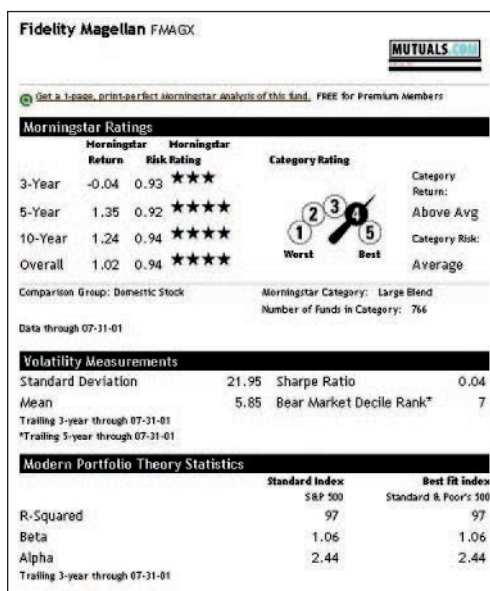 Fidelity Magellan FMAGX
MUTUALS.COM
Get a 1-page, print-perfect Morningstar Analysis of this fund. FREE for Premium Members
Morningstar Ratings
Morningstar Return Morningstar Risk Rating Category Rating
3-Year -0.04 0.93 ★★★
5-Year 1.35 0.92 ★★★★
10-Year 1.24 0.94 ★★★★
Overall 1.02 0.94 ★★★★
1 2 3 4 5
Worst Best
Category Return:
Above Avg
Category Risk:
Average
Comparison Group: Domestic Stock Morningstar Category: Large Blend
Number of Funds in Category: 766
Data through 07-31-01
Volatility Measurements
Standard Deviation 21.95 Sharpe Ratio 0.04
Mean 5.85 Bear Market Decile Rank* 7
Trailing 3-year through 07-31-01
*Trailing 5-year through 07-31-01
Modern Portfolio Theory Statistics
Standard Index Best fit index
S&P 500 Standard & Poor's 500
R-Squared 97 97
Beta 1.06 1.06
Alpha 2.44 2.44
Trailing 3-year through 07-31-01